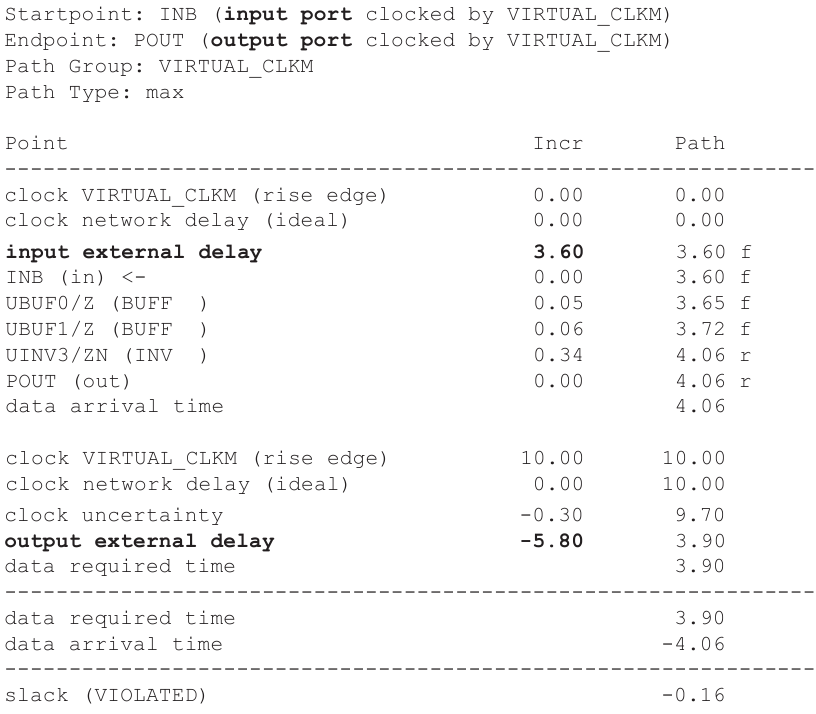 Startpoint: INB (input port clocked by VIRTUAL_CLKM)
Endpoint: POUT (output port clocked by VIRTUAL_CLKM)
Path Group: VIRTUAL_CLKM
Path Type: max
Point                                    Incr       Path
---------------------------------------------------------------
clock VIRTUAL_CLKM (rise edge)           0.00       0.00
clock network delay (ideal)              0.00       0.00
input external delay                     3.60       3.60 f
INB (in) <-                              0.00       3.60 f
UBUF0/Z (BUFF  )                         0.05       3.65 f
UBUF1/Z (BUFF  )                         0.06       3.72 f
UINV3/ZN (INV  )                         0.34       4.06 r
POUT (out)                               0.00       4.06 r
data arrival time                                   4.06
clock VIRTUAL_CLKM (rise edge)          10.00      10.00
clock network delay (ideal)              0.00      10.00
clock uncertainty                       -0.30       9.70
output external delay                   -5.80       3.90
data required time                                  3.90
---------------------------------------------------------------
data required time                                  3.90
data arrival time                                  -4.06
---------------------------------------------------------------
slack (VIOLATED)                                   -0.16